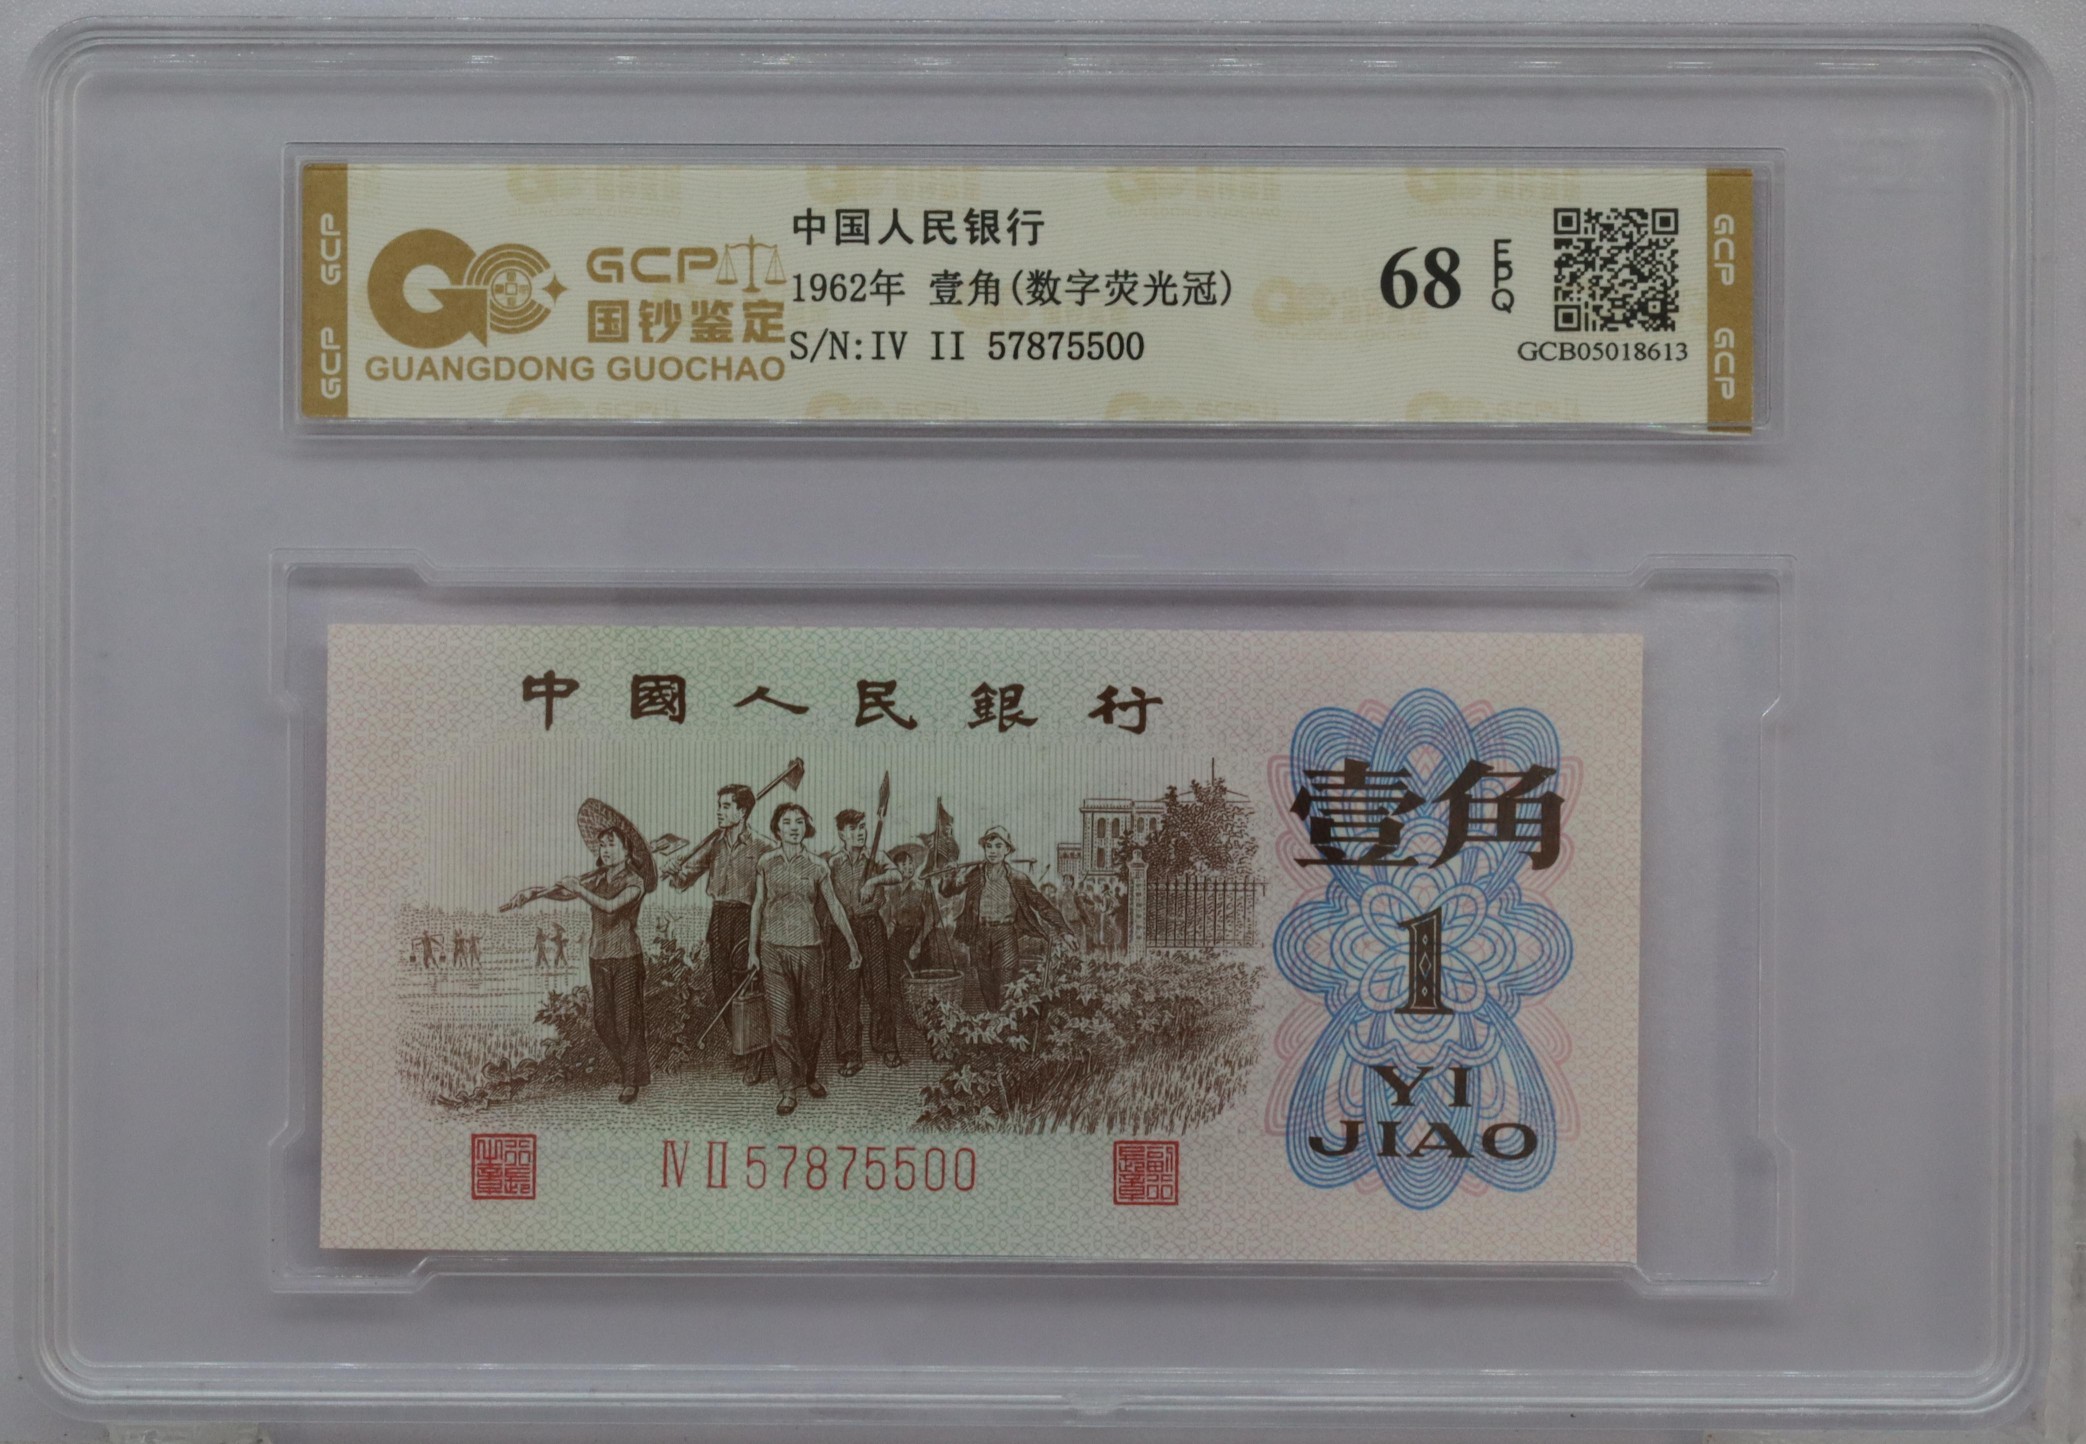 GCP
GCP
GCP
国钞鉴定
GUANGDONG GUOCHAO
中国人民银行
1962年 壹角(数字荧光冠)
S/N:IV II 57875500
68 EPQ
GCB05018613
GCP
GCP
中國人民銀行
壹角
1
YI
JIAO
IV II 57875500